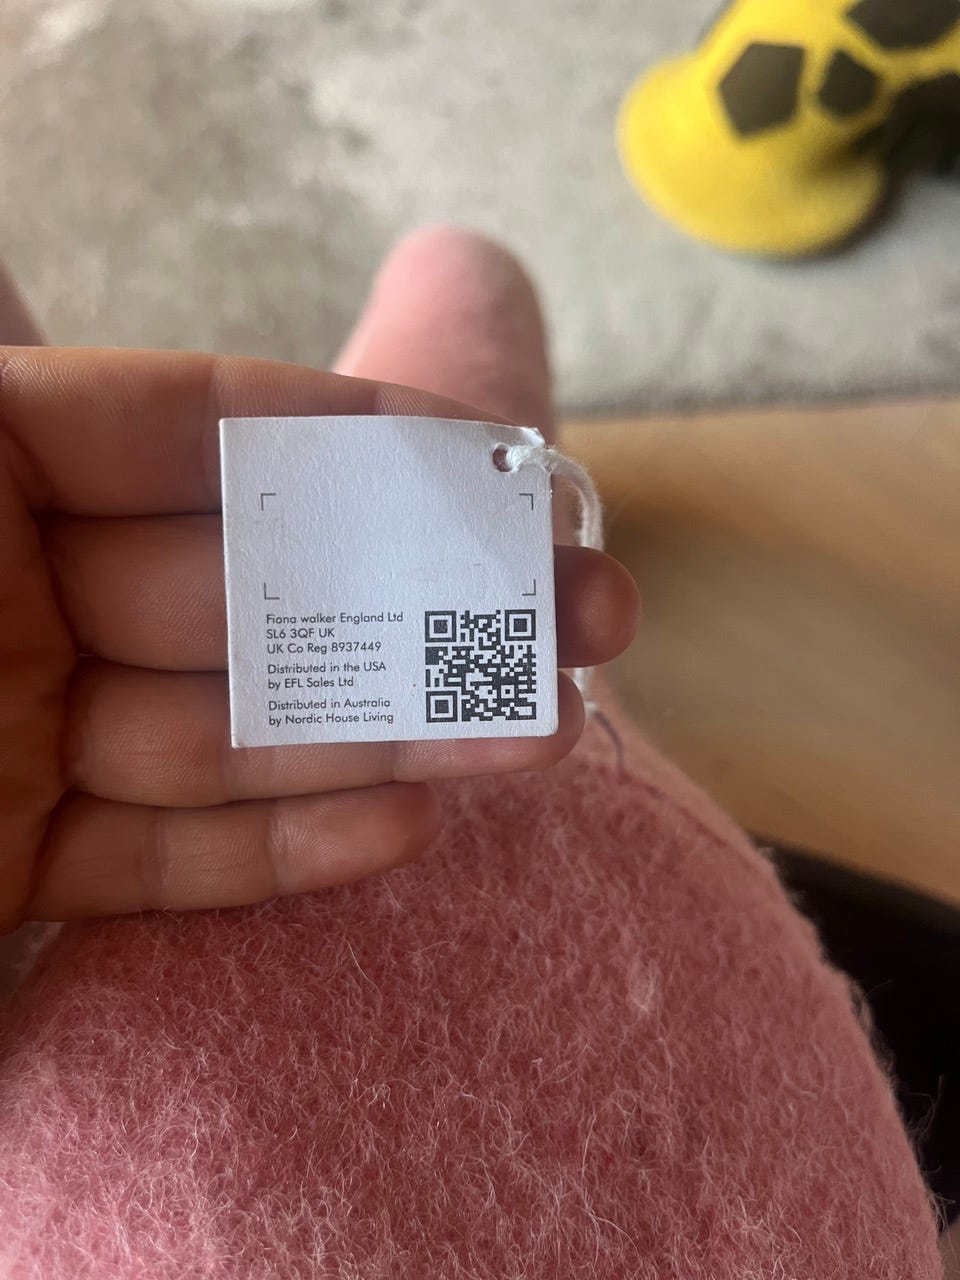 Fiona walker England Ltd
SL6 3QF UK
UK Co Reg 8937449
Distributed in the USA
by EFL Sales Ltd
Distributed in Australia
by Nordic House Living